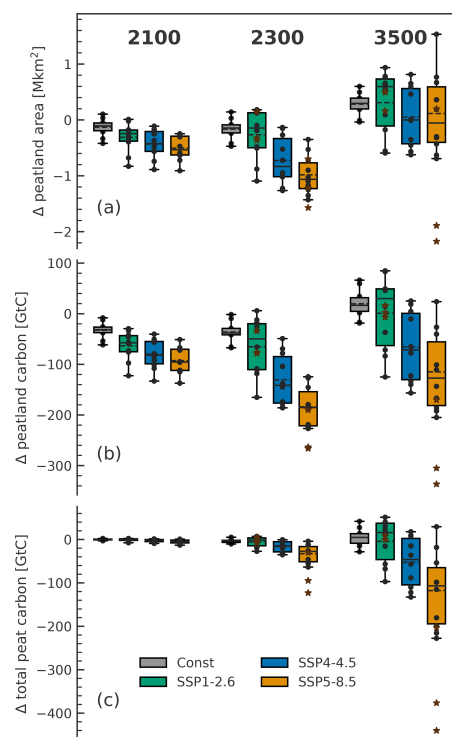 2100 2300 3500
Δ peatland area [Mkm²]
1
0
−1
−2
(a)
Δ peatland carbon [GtC]
100
0
−100
−200
−300
(b)
Δ total peat carbon [GtC]
0
−100
−200
−300
−400
Const
SSP1-2.6
SSP4-4.5
SSP5-8.5
(c)